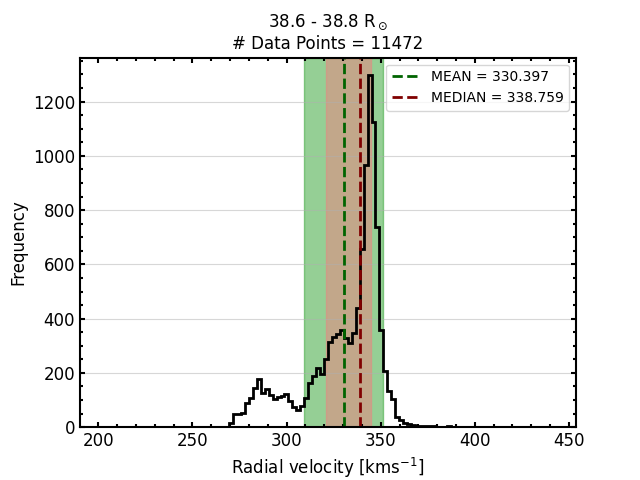 38.6 - 38.8 R⊙
# Data Points = 11472
MEAN = 330.397
MEDIAN = 338.759
Frequency
1200
1000
800
600
400
200
0
200 250 300 350 400 450
Radial velocity [kms⁻¹]